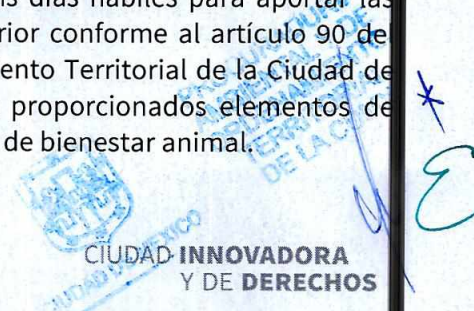 is días hábiles para aportar las
rior conforme al artículo 90 de
ento Territorial de la Ciudad de
proporcionados elementos de
de bienestar animal.
CIUDAD INNOVADORA
Y DE DERECHOS